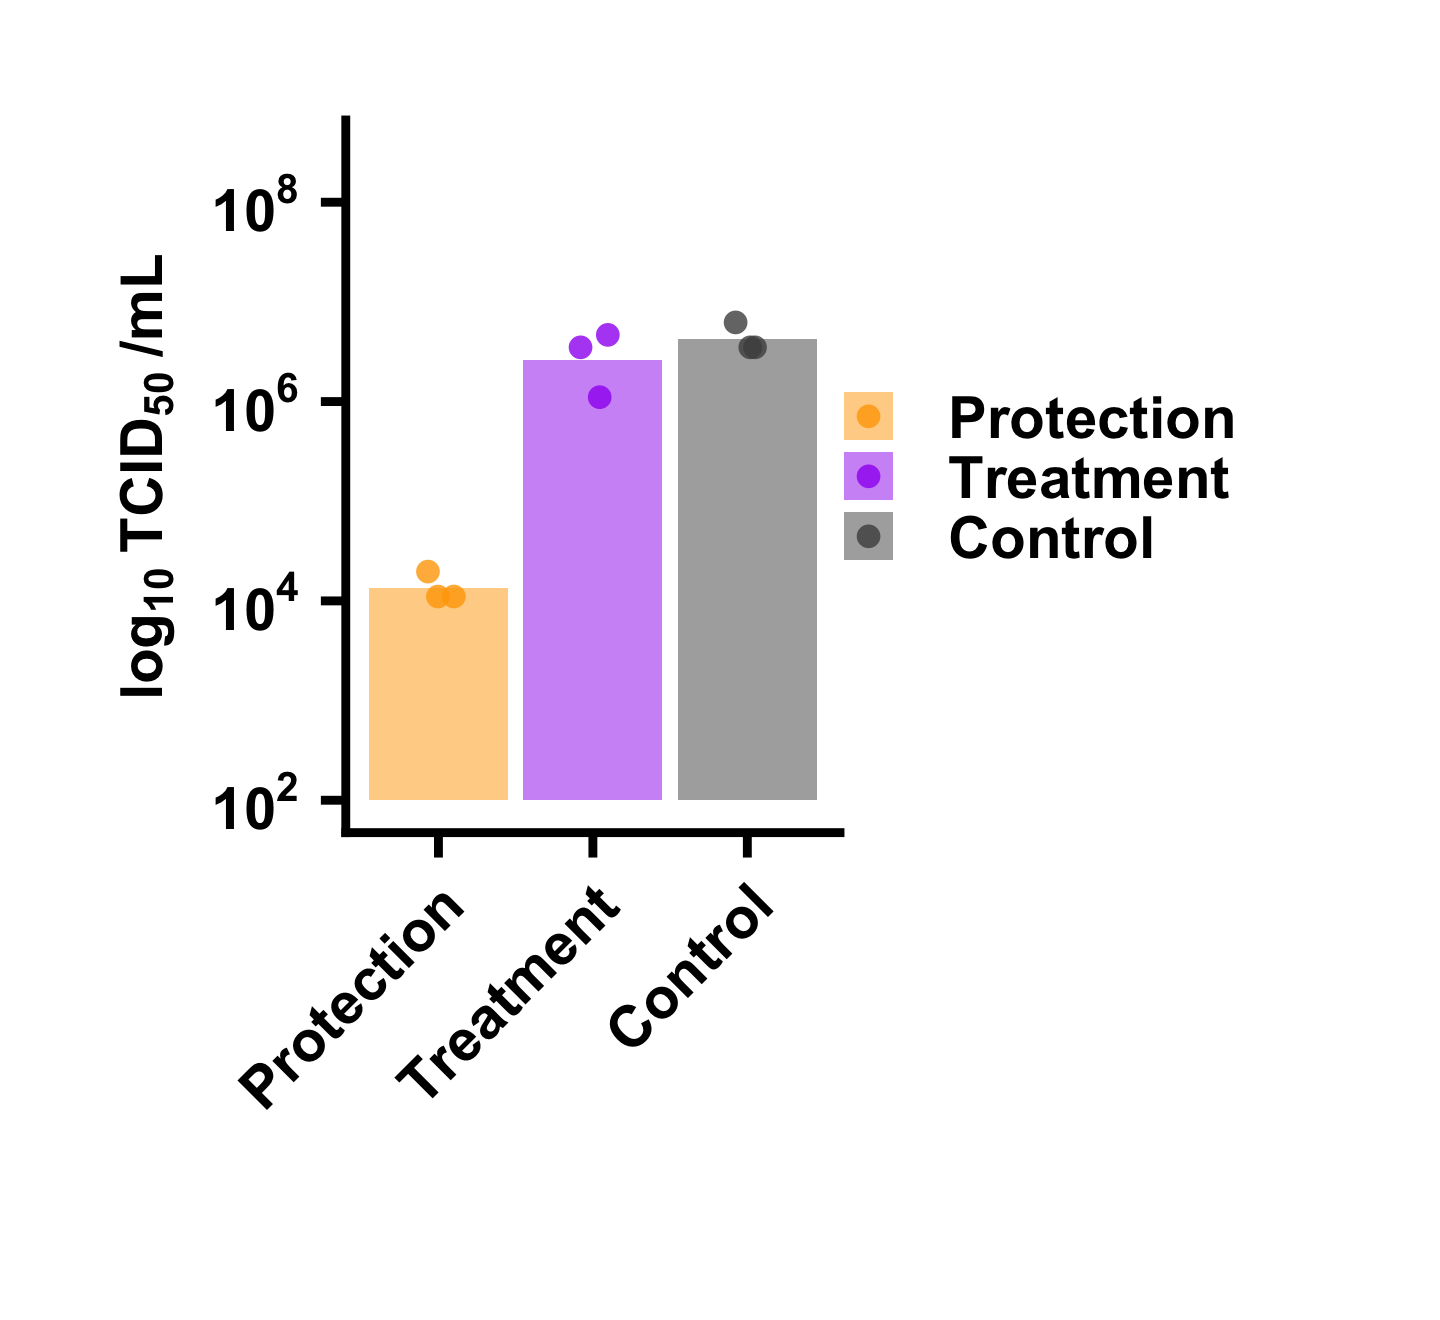 log₁₀ TCID₅₀ /mL
10⁸
10⁶
10⁴
10²
Protection
Treatment
Control
Protection
Treatment
Control